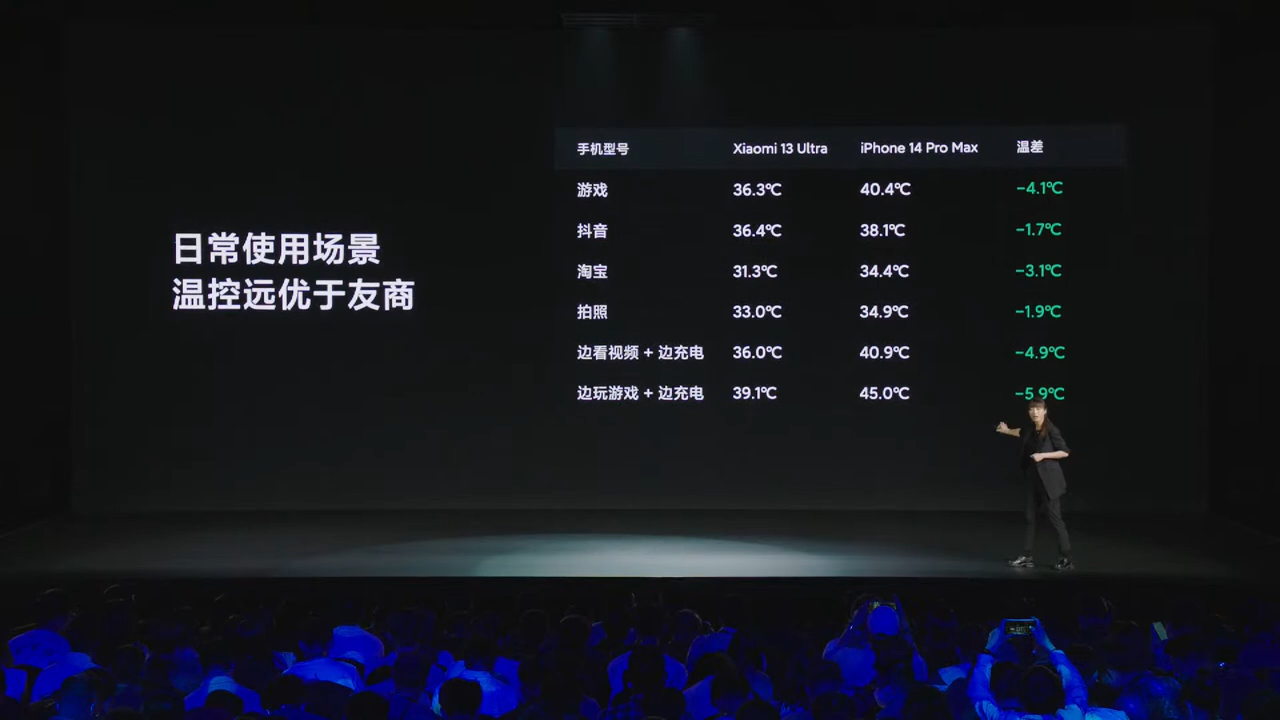 日常使用场景
温控远优于友商
手机型号 Xiaomi 13 Ultra iPhone 14 Pro Max 温差
游戏 36.3℃ 40.4℃ -4.1℃
抖音 36.4℃ 38.1℃ -1.7℃
淘宝 31.3℃ 34.4℃ -3.1℃
拍照 33.0℃ 34.9℃ -1.9℃
边看视频 + 边充电 36.0℃ 40.9℃ -4.9℃
边玩游戏 + 边充电 39.1℃ 45.0℃ -5.9℃